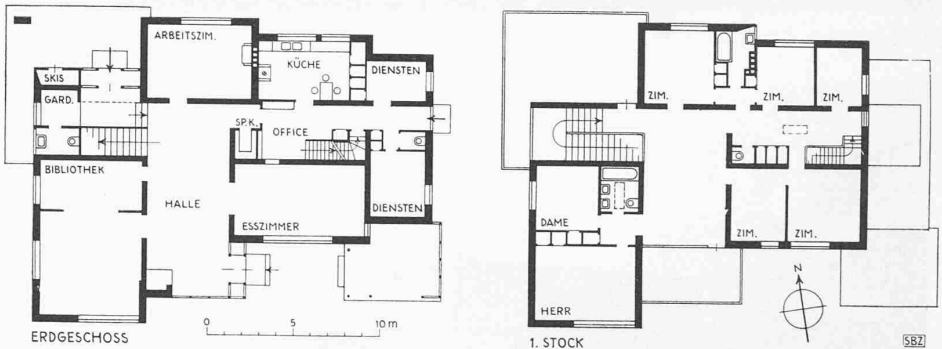 ARBEITSZIM.
KÜCHE
SKIS
DIENSTEN
GARD.
SP.K.
OFFICE
BIBLIOTHEK
HALLE
ESSZIMMER
DIENSTEN
ERDGESCHOSS
0 5 10 m
ZIM.
ZIM.
ZIM.
DAME
ZIM.
ZIM.
HERR
N
1. STOCK
SBZ